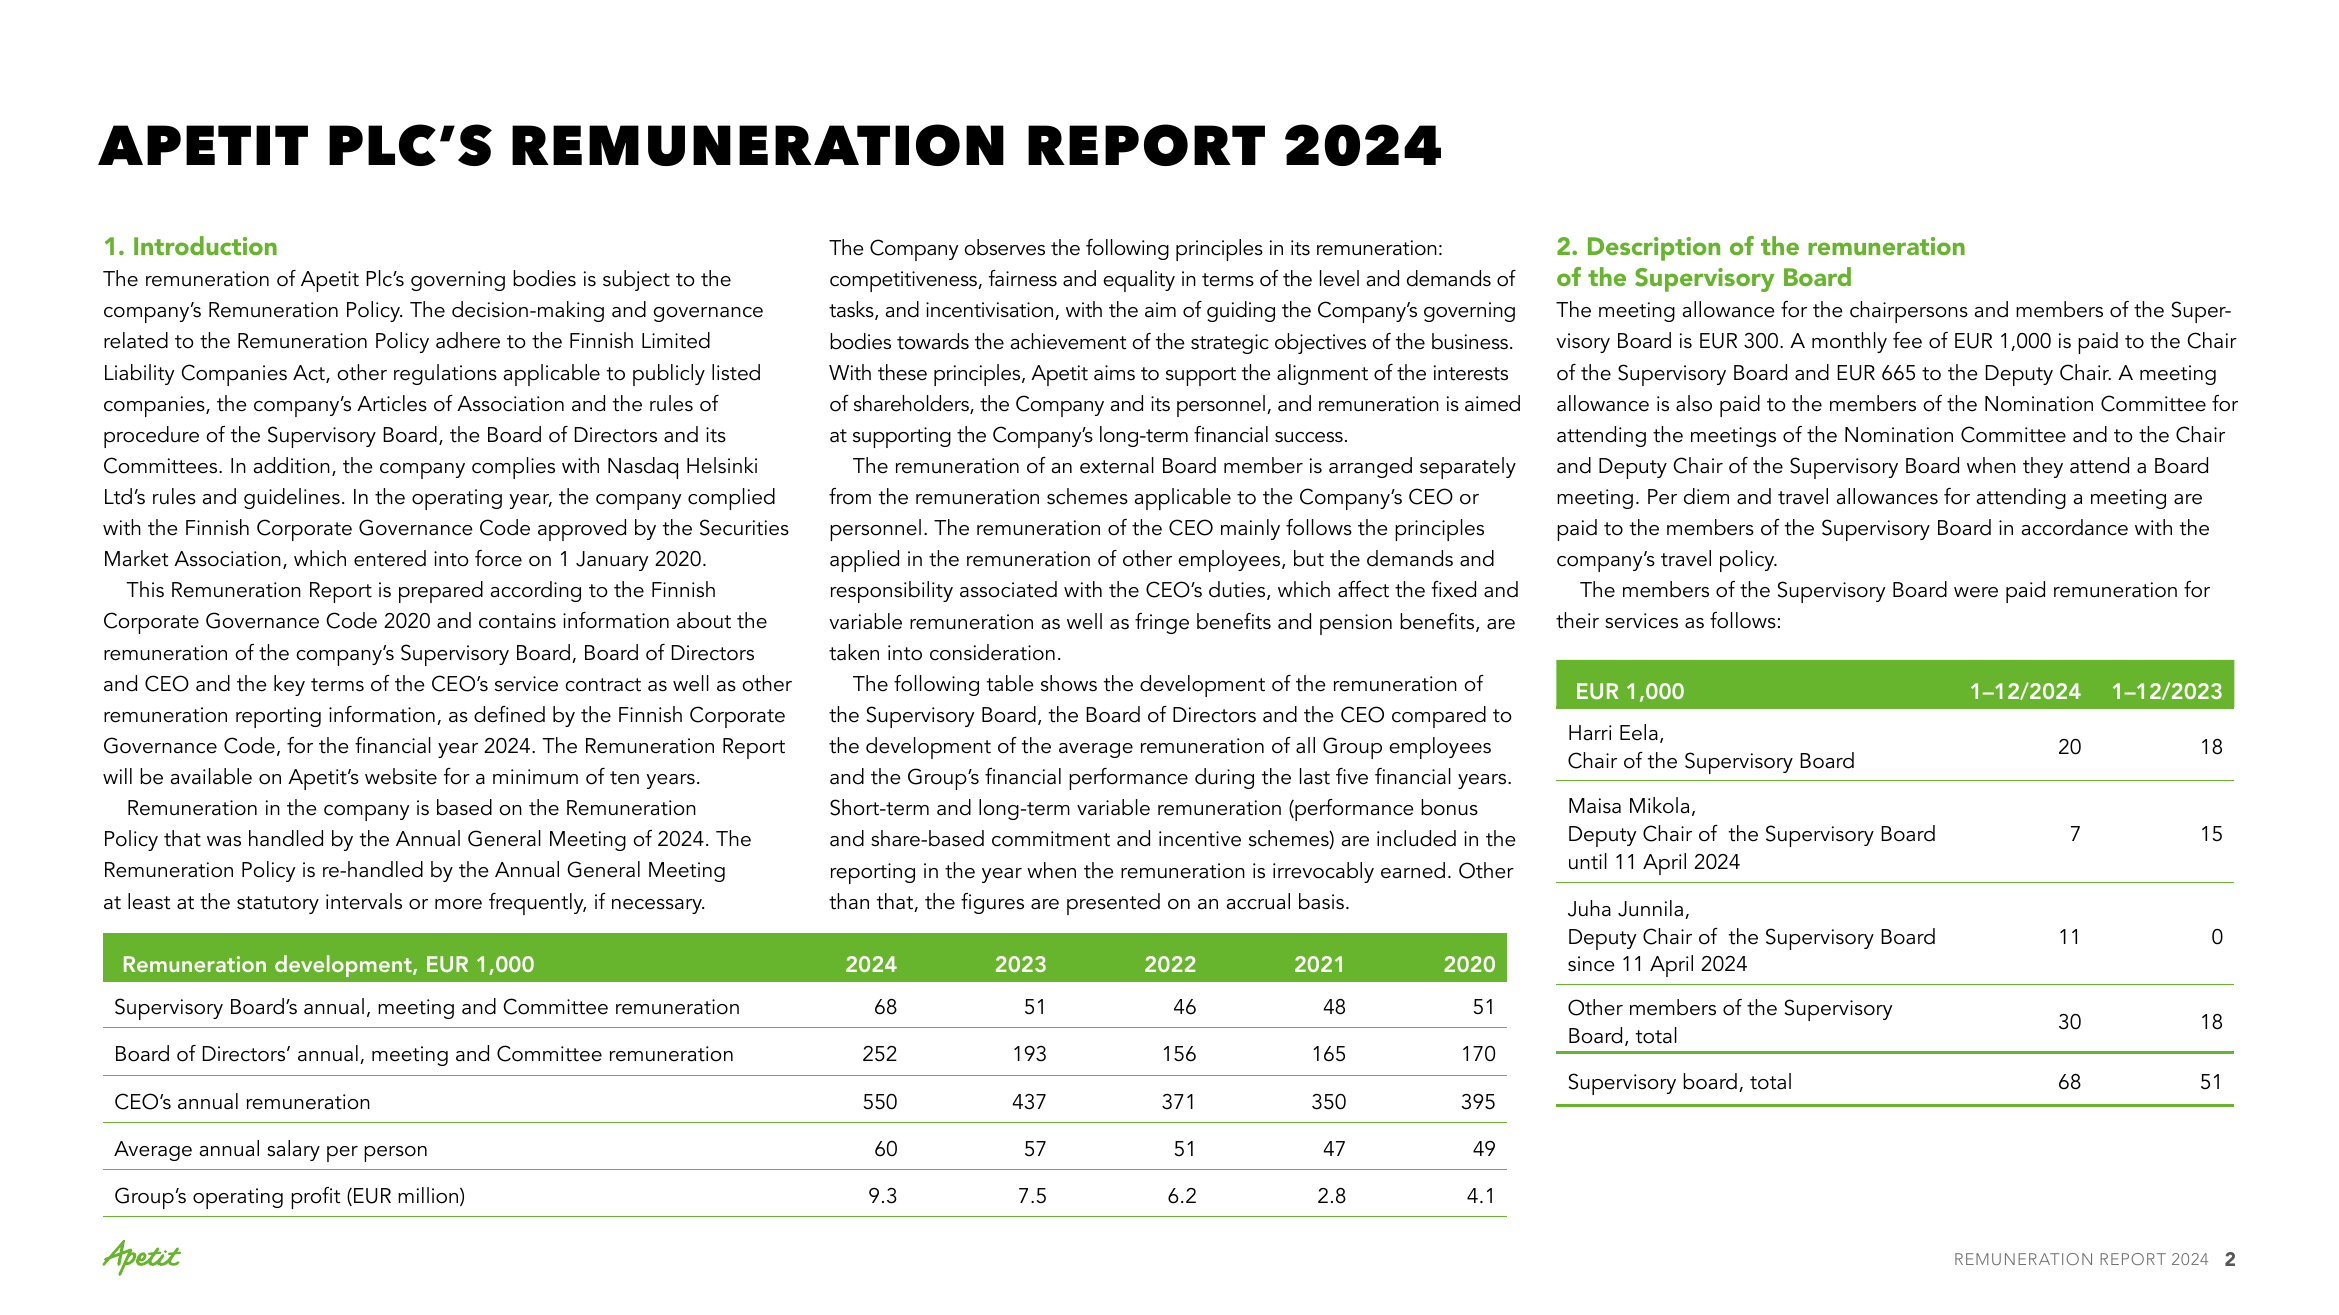 APETIT PLC’S REMUNERATION REPORT 2024
1. Introduction
The remuneration of Apetit Plc’s governing bodies is subject to the
company’s Remuneration Policy. The decision-making and governance
related to the Remuneration Policy adhere to the Finnish Limited
Liability Companies Act, other regulations applicable to publicly listed
companies, the company’s Articles of Association and the rules of
procedure of the Supervisory Board, the Board of Directors and its
Committees. In addition, the company complies with Nasdaq Helsinki
Ltd’s rules and guidelines. In the operating year, the company complied
with the Finnish Corporate Governance Code approved by the Securities
Market Association, which entered into force on 1 January 2020.
This Remuneration Report is prepared according to the Finnish
Corporate Governance Code 2020 and contains information about the
remuneration of the company’s Supervisory Board, Board of Directors
and CEO and the key terms of the CEO’s service contract as well as other
remuneration reporting information, as defined by the Finnish Corporate
Governance Code, for the financial year 2024. The Remuneration Report
will be available on Apetit’s website for a minimum of ten years.
Remuneration in the company is based on the Remuneration
Policy that was handled by the Annual General Meeting of 2024. The
Remuneration Policy is re-handled by the Annual General Meeting
at least at the statutory intervals or more frequently, if necessary.
The Company observes the following principles in its remuneration:
competitiveness, fairness and equality in terms of the level and demands of
tasks, and incentivisation, with the aim of guiding the Company’s governing
bodies towards the achievement of the strategic objectives of the business.
With these principles, Apetit aims to support the alignment of the interests
of shareholders, the Company and its personnel, and remuneration is aimed
at supporting the Company’s long-term financial success.
The remuneration of an external Board member is arranged separately
from the remuneration schemes applicable to the Company’s CEO or
personnel. The remuneration of the CEO mainly follows the principles
applied in the remuneration of other employees, but the demands and
responsibility associated with the CEO’s duties, which affect the fixed and
variable remuneration as well as fringe benefits and pension benefits, are
taken into consideration.
The following table shows the development of the remuneration of
the Supervisory Board, the Board of Directors and the CEO compared to
the development of the average remuneration of all Group employees
and the Group’s financial performance during the last five financial years.
Short-term and long-term variable remuneration (performance bonus
and share-based commitment and incentive schemes) are included in the
reporting in the year when the remuneration is irrevocably earned. Other
than that, the figures are presented on an accrual basis.
Remuneration development, EUR 1,000 2024 2023 2022 2021 2020
Supervisory Board’s annual, meeting and Committee remuneration 68 51 46 48 51
Board of Directors’ annual, meeting and Committee remuneration 252 193 156 165 170
CEO’s annual remuneration 550 437 371 350 395
Average annual salary per person 60 57 51 47 49
Group’s operating profit (EUR million) 9.3 7.5 6.2 2.8 4.1
2. Description of the remuneration
of the Supervisory Board
The meeting allowance for the chairpersons and members of the Super-
visory Board is EUR 300. A monthly fee of EUR 1,000 is paid to the Chair
of the Supervisory Board and EUR 665 to the Deputy Chair. A meeting
allowance is also paid to the members of the Nomination Committee for
attending the meetings of the Nomination Committee and to the Chair
and Deputy Chair of the Supervisory Board when they attend a Board
meeting. Per diem and travel allowances for attending a meeting are
paid to the members of the Supervisory Board in accordance with the
company’s travel policy.
The members of the Supervisory Board were paid remuneration for
their services as follows:
EUR 1,000 1–12/2024 1–12/2023
Harri Eela,
Chair of the Supervisory Board 20 18
Maisa Mikola,
Deputy Chair of the Supervisory Board 7 15
until 11 April 2024
Juha Junnila,
Deputy Chair of the Supervisory Board 11 0
since 11 April 2024
Other members of the Supervisory
Board, total 30 18
Supervisory board, total 68 51
Apetit
REMUNERATION REPORT 2024 2